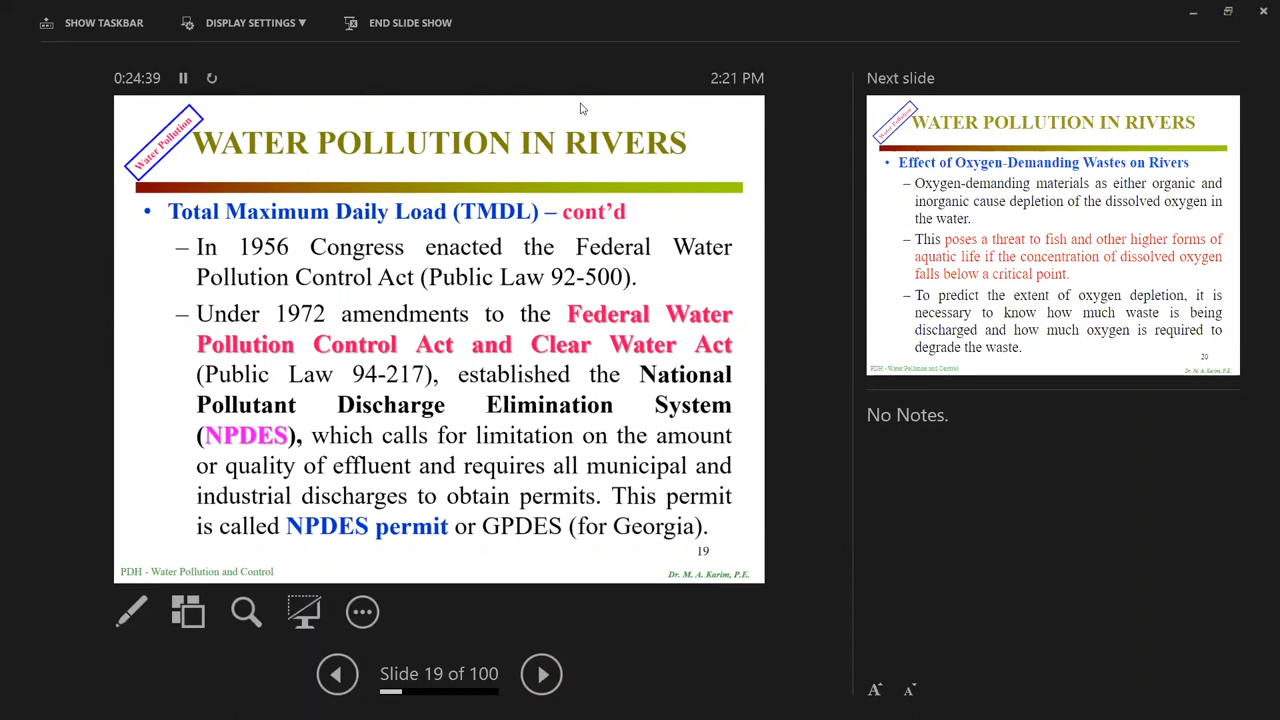 SHOW TASKBAR
DISPLAY SETTINGS ▼
END SLIDE SHOW
0:24:39
2:21 PM
Water Pollution
WATER POLLUTION IN RIVERS
• Total Maximum Daily Load (TMDL) – cont’d
– In 1956 Congress enacted the Federal Water
Pollution Control Act (Public Law 92-500).
– Under 1972 amendments to the Federal Water
Pollution Control Act and Clear Water Act
(Public Law 94-217), established the National
Pollutant Discharge Elimination System
(NPDES), which calls for limitation on the amount
or quality of effluent and requires all municipal and
industrial discharges to obtain permits. This permit
is called NPDES permit or GPDES (for Georgia).
19
PDH - Water Pollution and Control
Dr. M. A. Karim, P.E.
Slide 19 of 100
Next slide
Water Pollution
WATER POLLUTION IN RIVERS
• Effect of Oxygen-Demanding Wastes on Rivers
– Oxygen-demanding materials as either organic and
inorganic cause depletion of the dissolved oxygen in
the water.
– This poses a threat to fish and other higher forms of
aquatic life if the concentration of dissolved oxygen
falls below a critical point.
– To predict the extent of oxygen depletion, it is
necessary to know how much waste is being
discharged and how much oxygen is required to
degrade the waste.
20
PDH - Water Pollution and Control
Dr. M. A. Karim, P.E.
No Notes.
A A